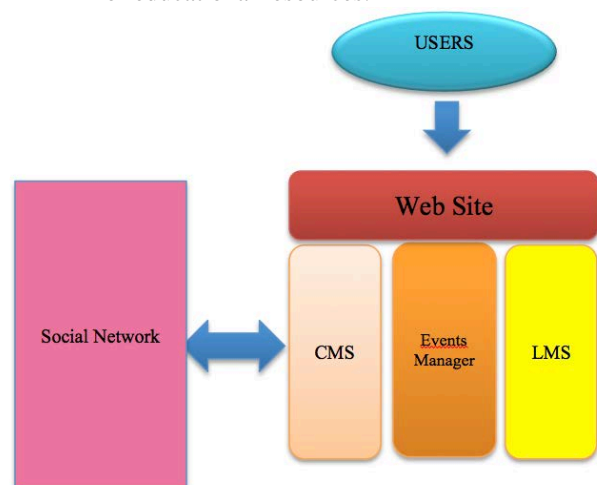 USERS
Web Site
Social Network
CMS
Events
Manager
LMS